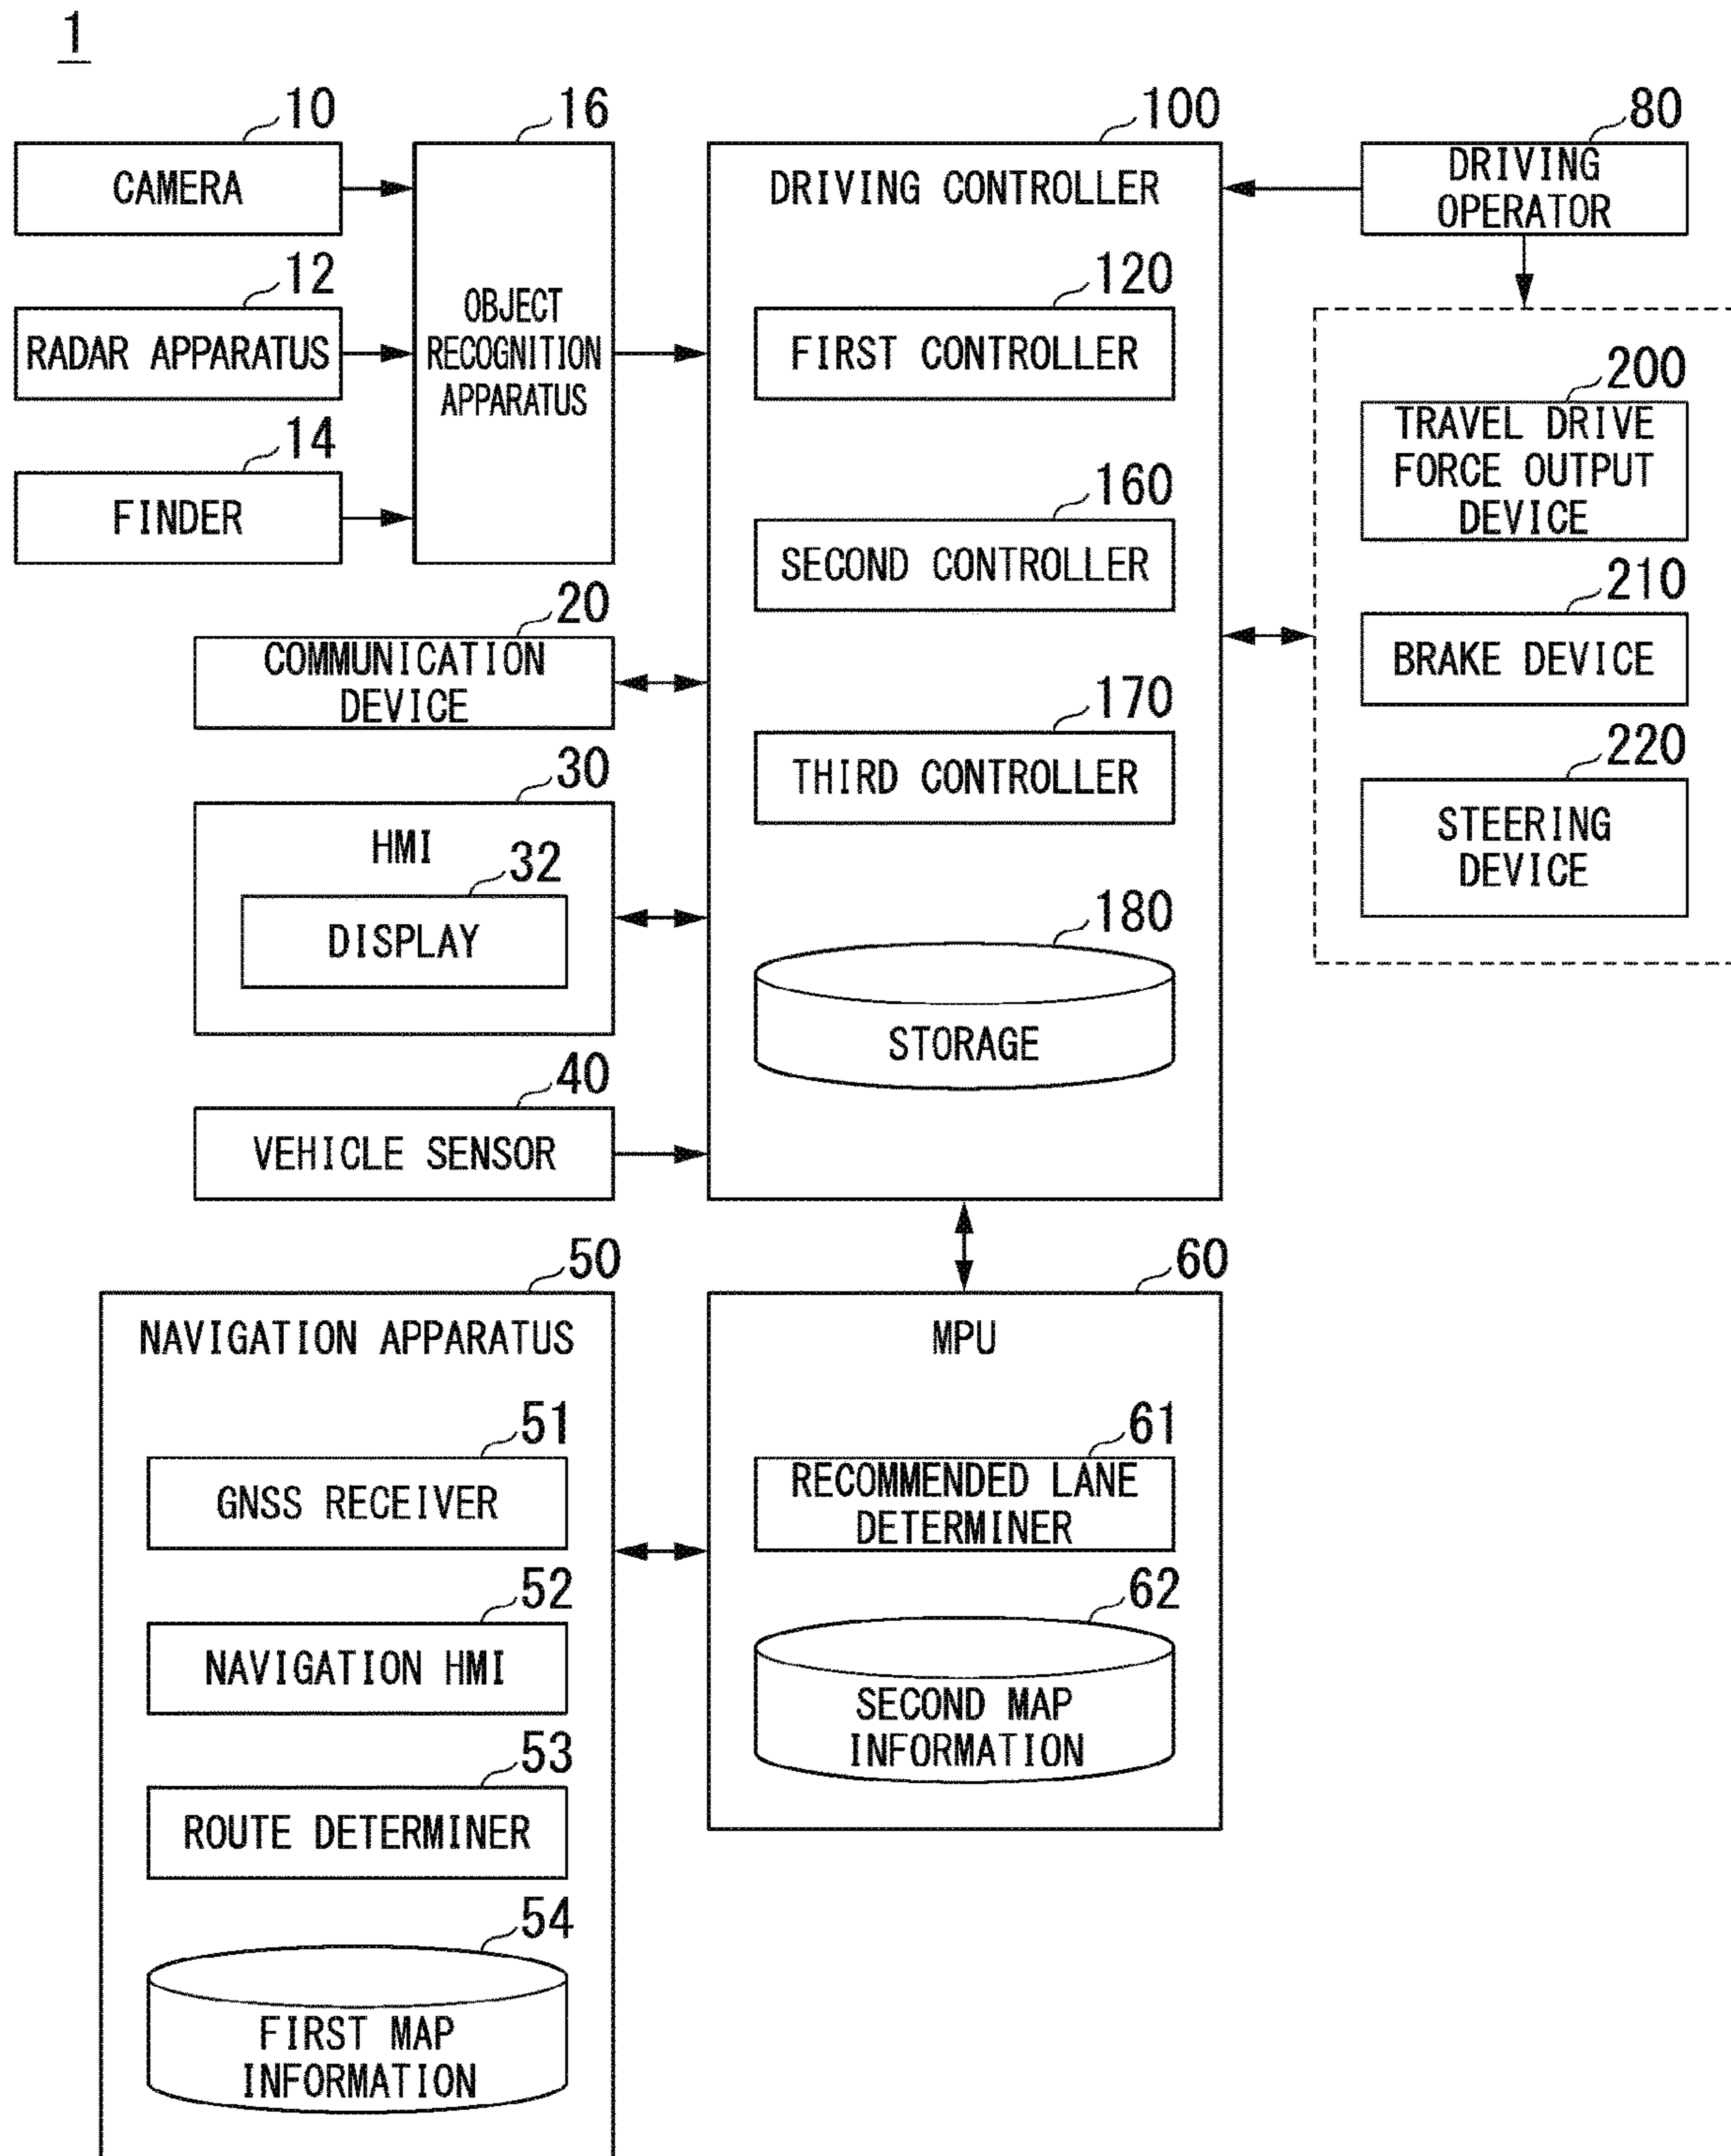 1
10
CAMERA
12
RADAR APPARATUS
14
FINDER
16
OBJECT
RECOGNITION
APPARATUS
20
COMMUNICATION
DEVICE
30
HMI
32
DISPLAY
40
VEHICLE SENSOR
100
DRIVING CONTROLLER
120
FIRST CONTROLLER
160
SECOND CONTROLLER
170
THIRD CONTROLLER
180
STORAGE
80
DRIVING
OPERATOR
200
TRAVEL DRIVE
FORCE OUTPUT
DEVICE
210
BRAKE DEVICE
220
STEERING
DEVICE
50
NAVIGATION APPARATUS
51
GNSS RECEIVER
52
NAVIGATION HMI
53
ROUTE DETERMINER
54
FIRST MAP
INFORMATION
60
MPU
61
RECOMMENDED LANE
DETERMINER
62
SECOND MAP
INFORMATION